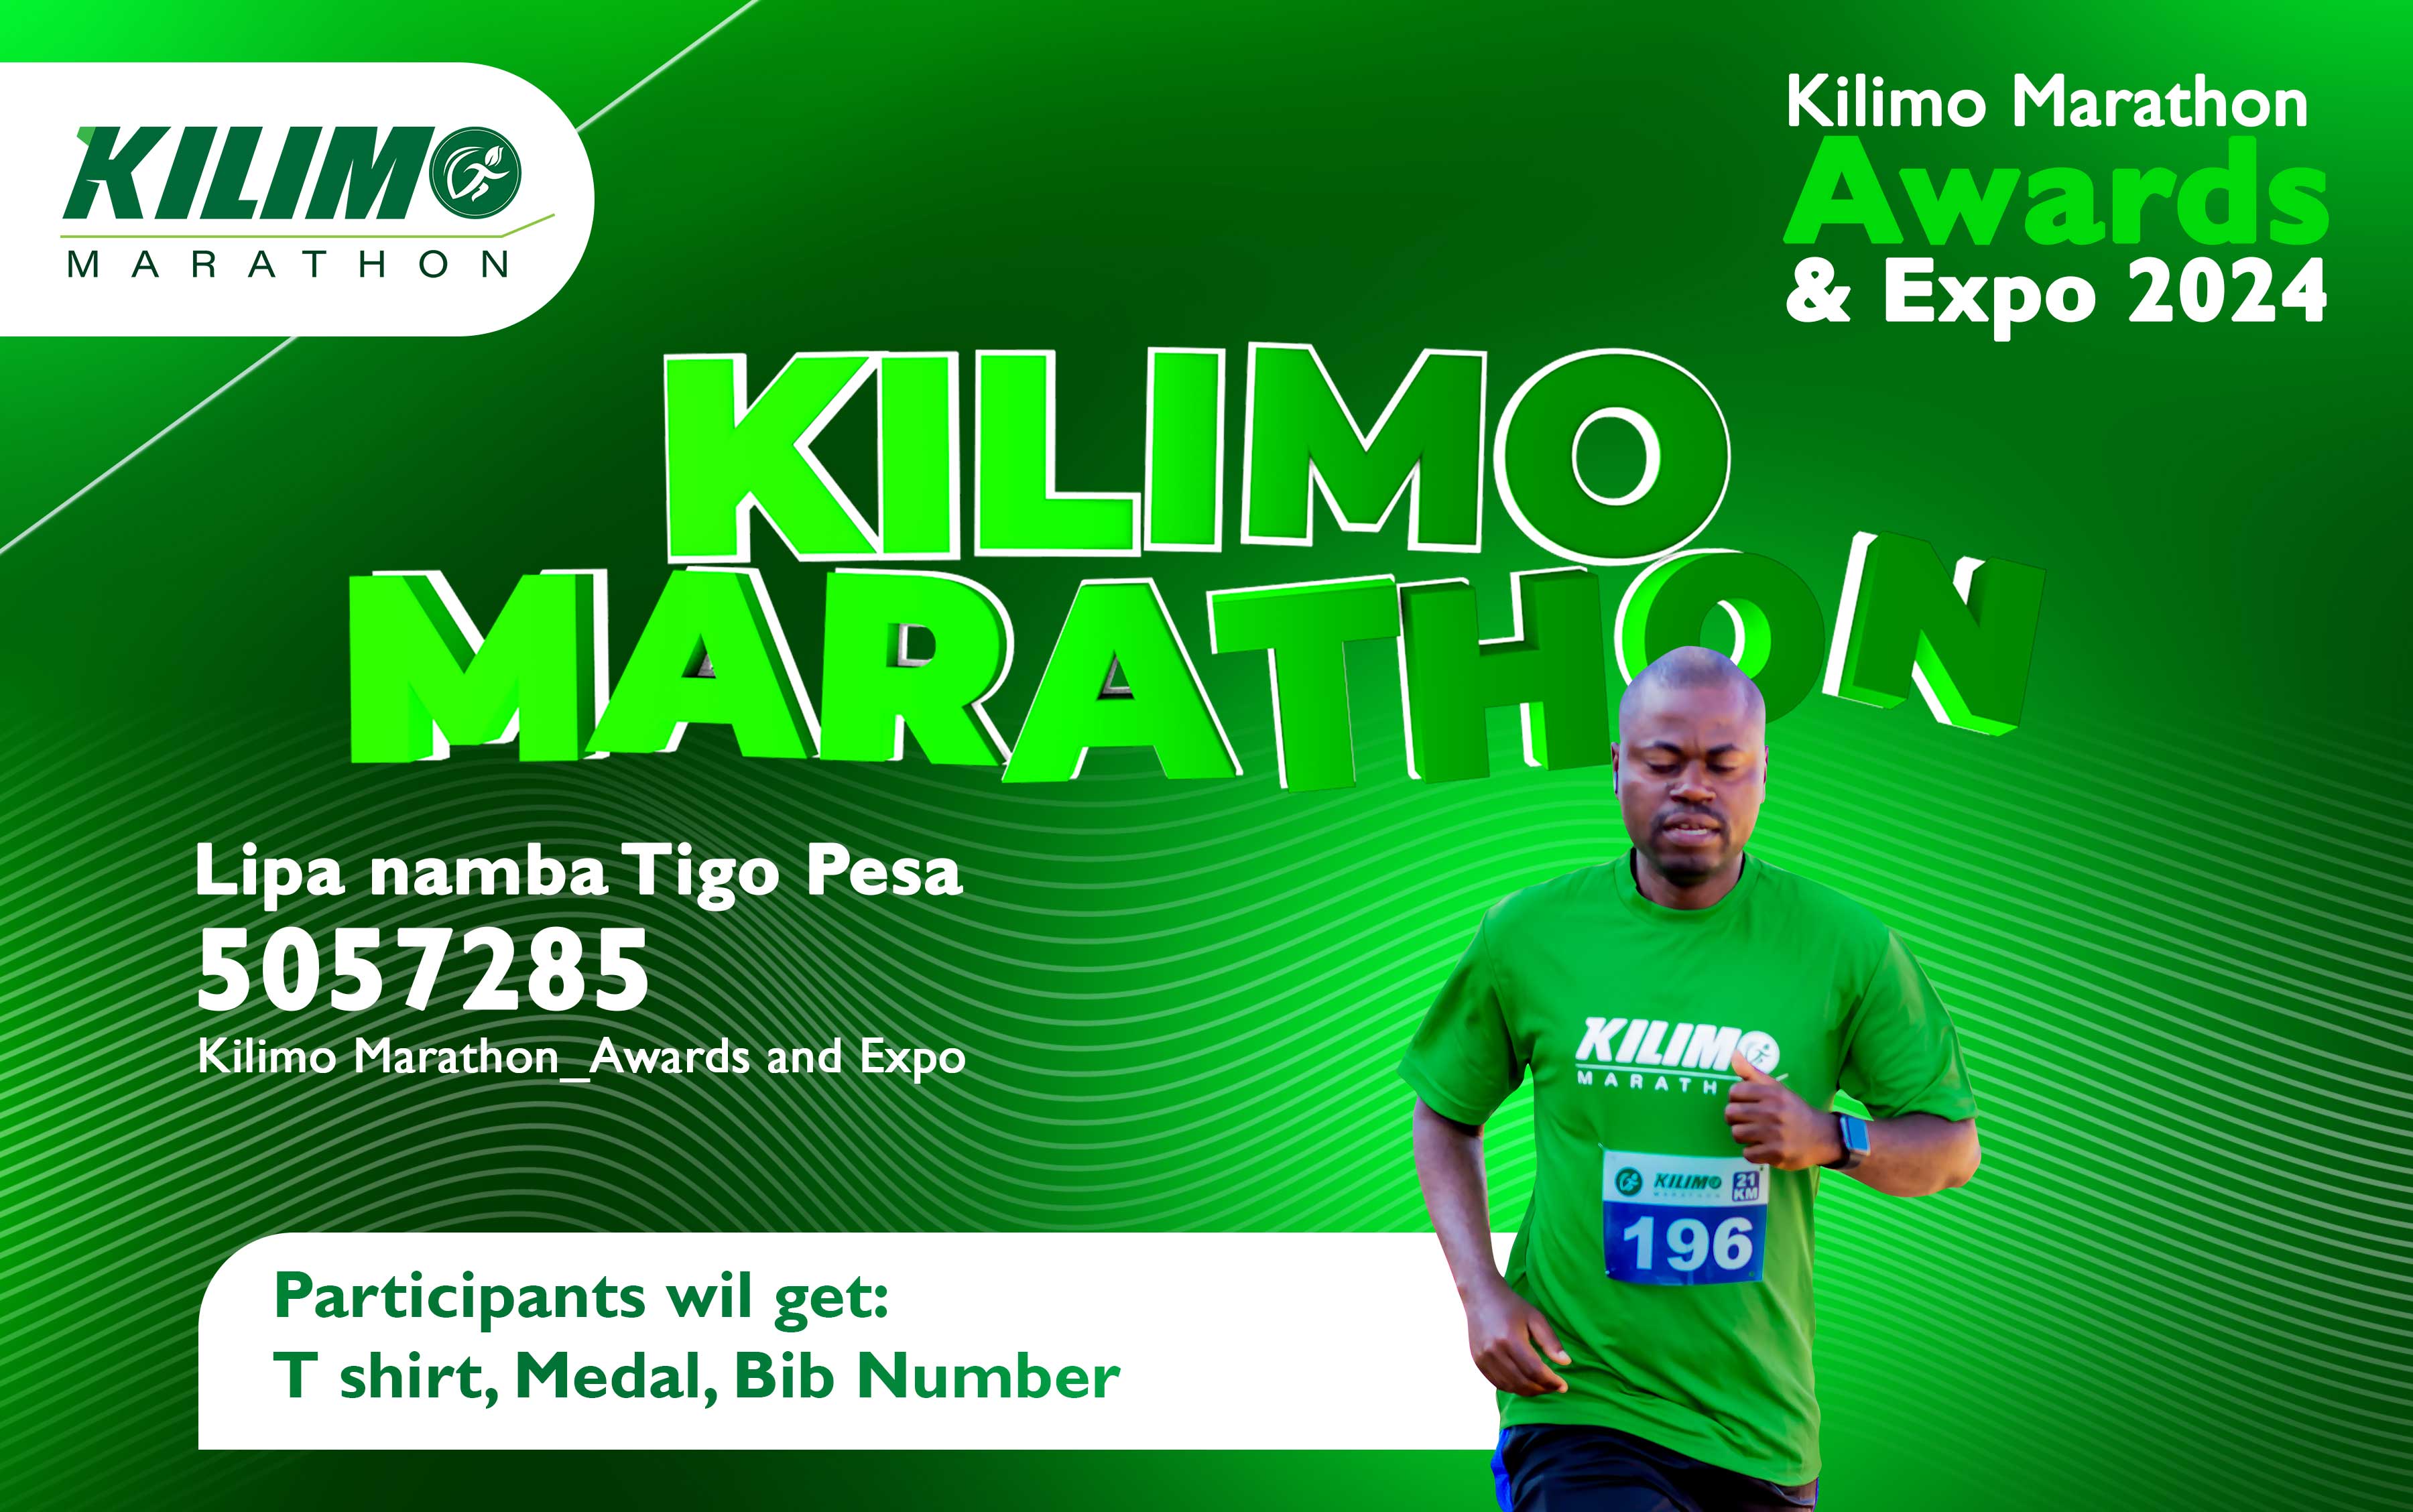 KILIMO
MARATHON
Kilimo Marathon
Awards
& Expo 2024
KILIMO
MARATHON
Lipa namba Tigo Pesa
5057285
Kilimo Marathon_Awards and Expo
KILIMO
MARATH
KILIMO
MARATHON
21
KM
196
Participants wil get:
T shirt, Medal, Bib Number